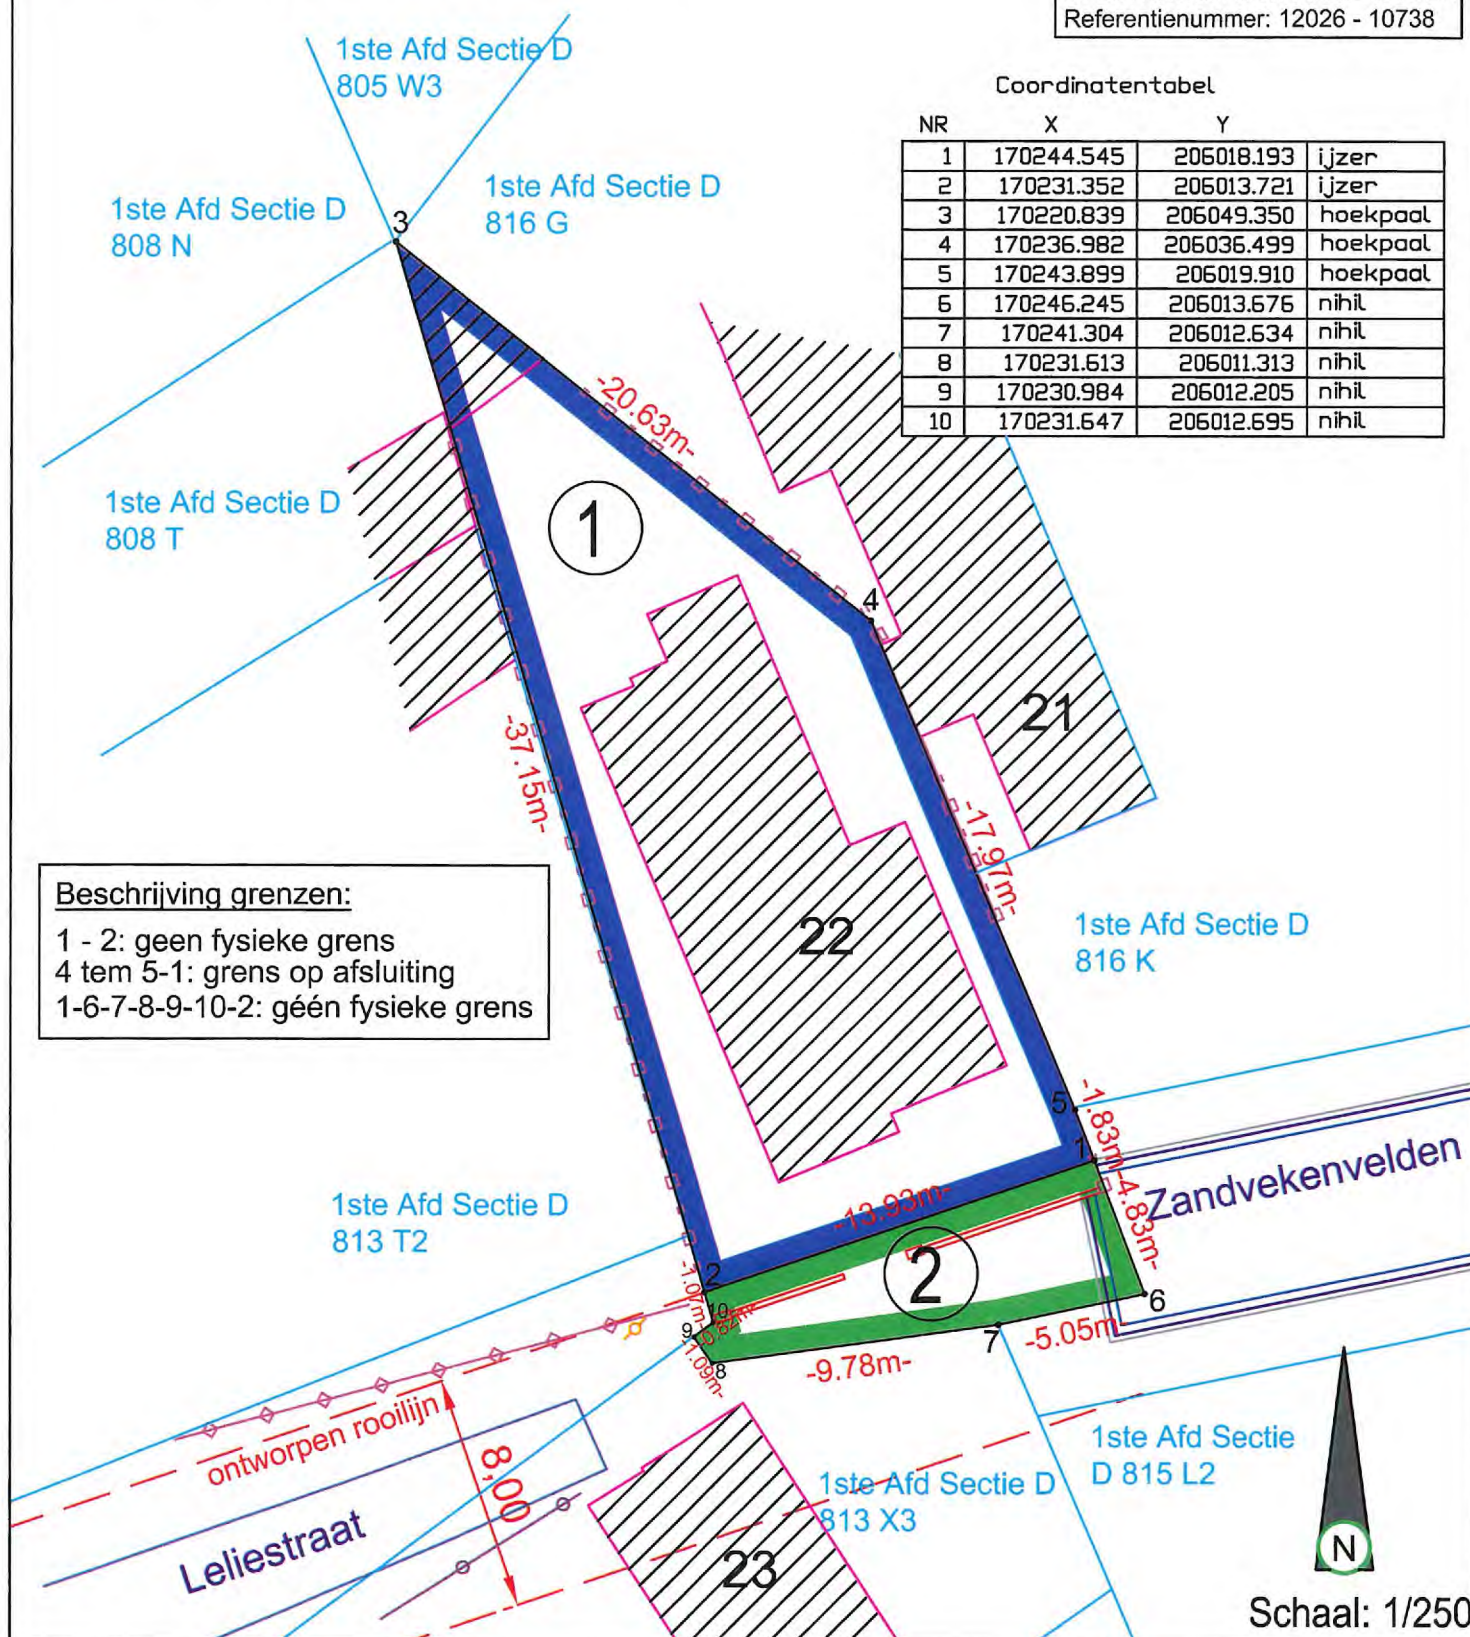 Referentienummer: 12026 - 10738
Coordinatentabel
NR X Y
1 170244.545 206018.193 ijzer
2 170231.352 206013.721 ijzer
3 170220.839 206049.350 hoekpaal
4 170236.982 206036.499 hoekpaal
5 170243.899 206019.910 hoekpaal
6 170246.245 206013.676 nihil
7 170241.304 206012.634 nihil
8 170231.613 206011.313 nihil
9 170230.984 206012.205 nihil
10 170231.647 206012.695 nihil
1ste Afd Sectie D
805 W3
1ste Afd Sectie D
816 G
1ste Afd Sectie D
808 N
3
-20.63m-
1ste Afd Sectie D
808 T
1
4
21
-37.15m-
-17.97m-
22
Beschrijving grenzen:
1 - 2: geen fysieke grens
4 tem 5-1: grens op afsluiting
1-6-7-8-9-10-2: géén fysieke grens
1ste Afd Sectie D
816 K
5
-1.83m-
1
-4.83m-
Zandvekenvelden
1ste Afd Sectie D
813 T2
-13.93m-
2
2
-1.07m-
10
-0.82m-
9
-1.09m-
8
-9.78m-
7
-5.05m-
6
ontworpen rooilijn
8,00
Leliestraat
23
1ste Afd Sectie D
813 X3
1ste Afd Sectie
D 815 L2
N
Schaal: 1/250